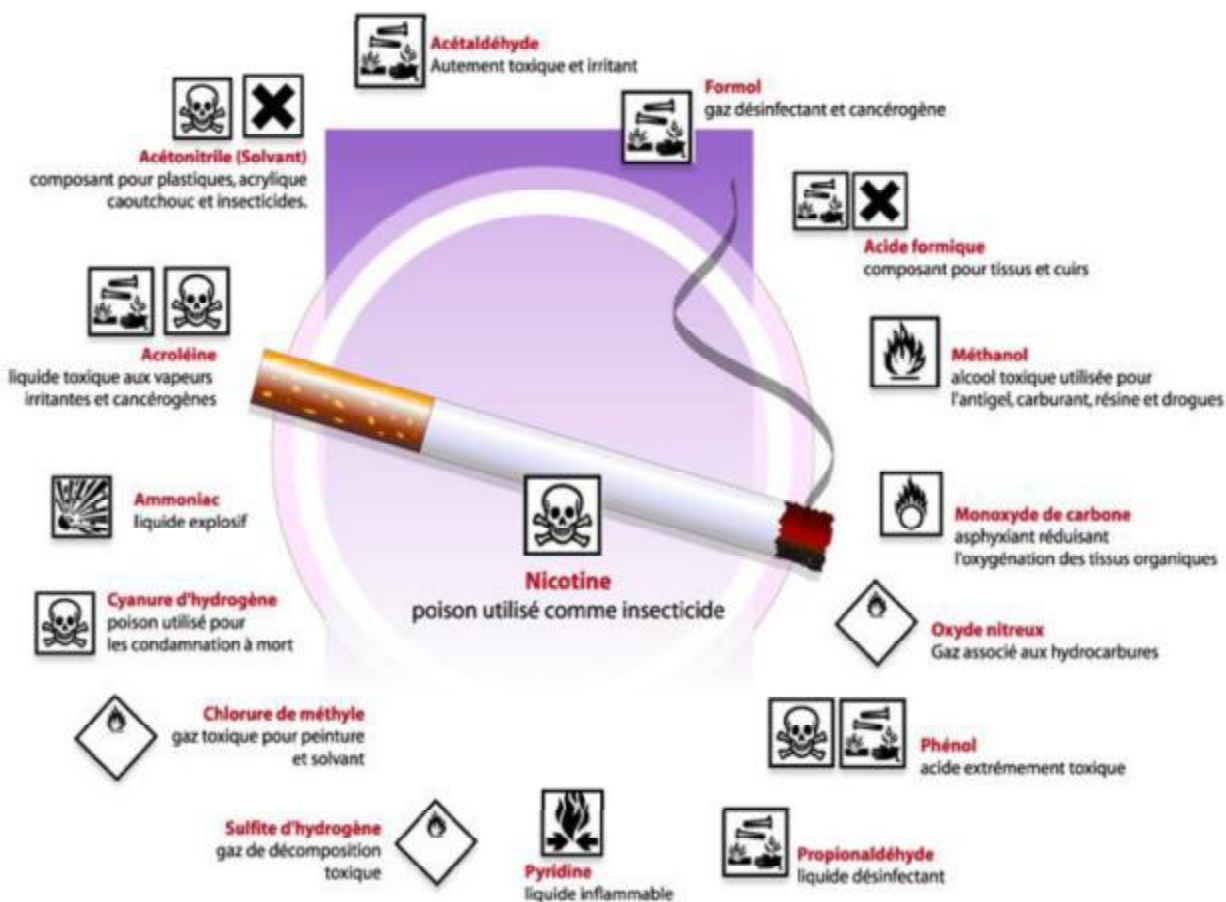 Acétaldéhyde
Autement toxique et irritant
Formol
gaz désinfectant et cancérogène
Acétonitrile (Solvant)
composant pour plastiques, acrylique
caoutchouc et insecticides.
Acide formique
composant pour tissus et cuirs
Acroléine
liquide toxique aux vapeurs
irritantes et cancérogènes
Méthanol
alcool toxique utilisée pour
l'antigel, carburant, résine et drogues
Ammoniac
liquide explosif
Nicotine
poison utilisé comme insecticide
Monoxyde de carbone
asphyxiant réduisant
l'oxygénation des tissus organiques
Cyanure d'hydrogène
poison utilisé pour
les condamnation à mort
Oxyde nitreux
Gaz associé aux hydrocarbures
Chlorure de méthyle
gaz toxique pour peinture
et solvant
Phénol
acide extrémement toxique
Sulfite d'hydrogène
gaz de décomposition
toxique
Pyridine
liquide inflammable
Propionaldéhyde
liquide désinfectant